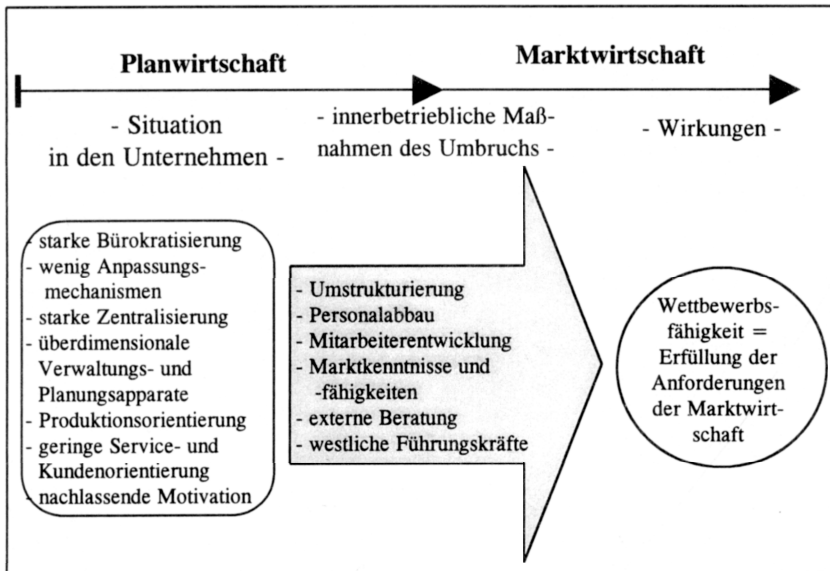 Planwirtschaft
Marktwirtschaft
- Situation
in den Unternehmen -
- innerbetriebliche Maß-
nahmen des Umbruchs -
- Wirkungen -
- starke Bürokratisierung
- wenig Anpassungs-
mechanismen
- starke Zentralisierung
- überdimensionale
Verwaltungs- und
Planungsapparate
- Produktionsorientierung
- geringe Service- und
Kundenorientierung
- nachlassende Motivation
- Umstrukturierung
- Personalabbau
- Mitarbeiterentwicklung
- Marktkenntnisse und
-fähigkeiten
- externe Beratung
- westliche Führungskräfte
Wettbewerbs-
fähigkeit =
Erfüllung der
Anforderungen
der Marktwirt-
schaft